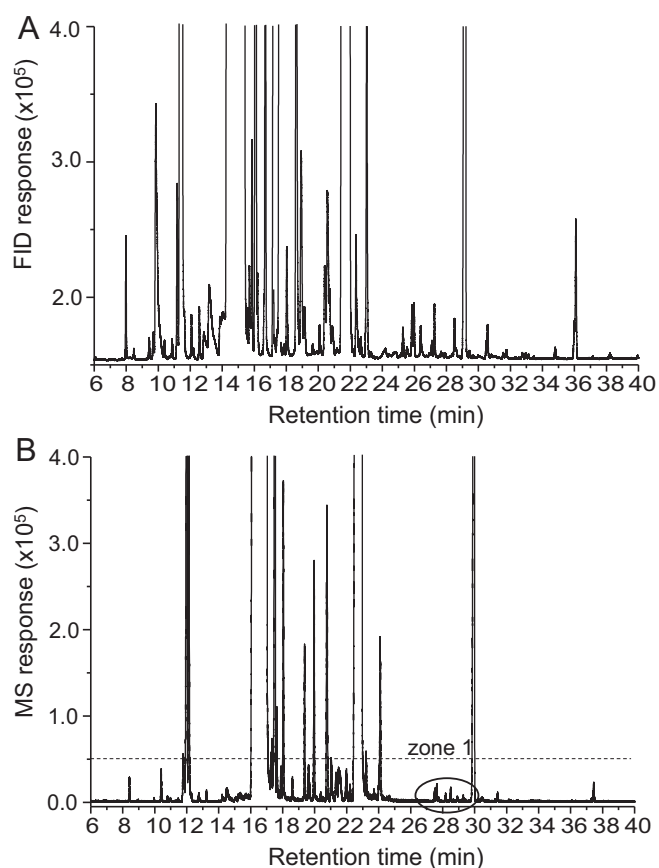 A
FID response (x10⁵)
4.0
3.0
2.0
6 8 10 12 14 16 18 20 22 24 26 28 30 32 34 36 38 40
Retention time (min)
B
MS response (x10⁵)
4.0
3.0
2.0
1.0
0.0
zone 1
6 8 10 12 14 16 18 20 22 24 26 28 30 32 34 36 38 40
Retention time (min)